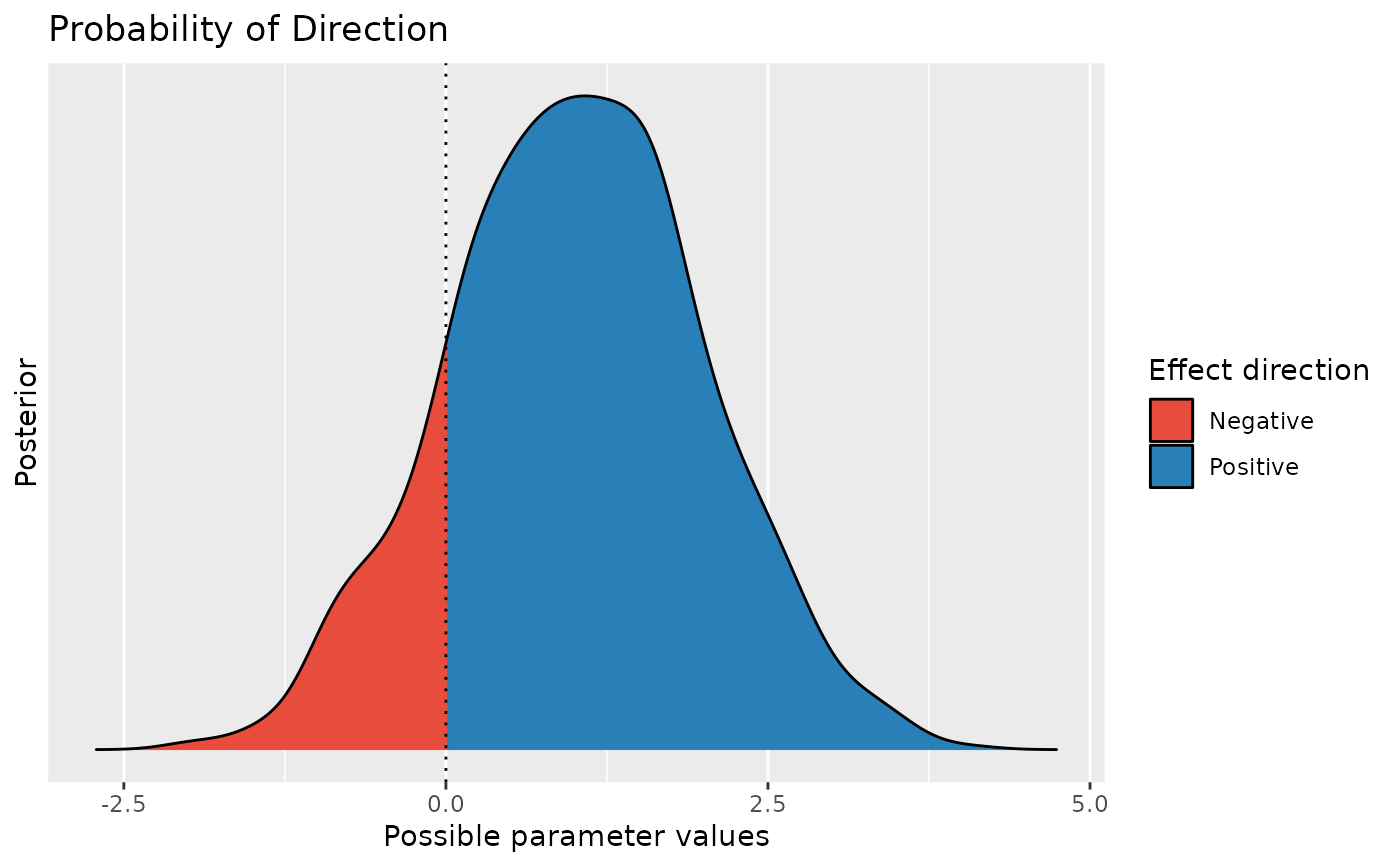 Probability of Direction
Posterior
-2.5 0.0 2.5 5.0
Possible parameter values
Effect direction
Negative
Positive